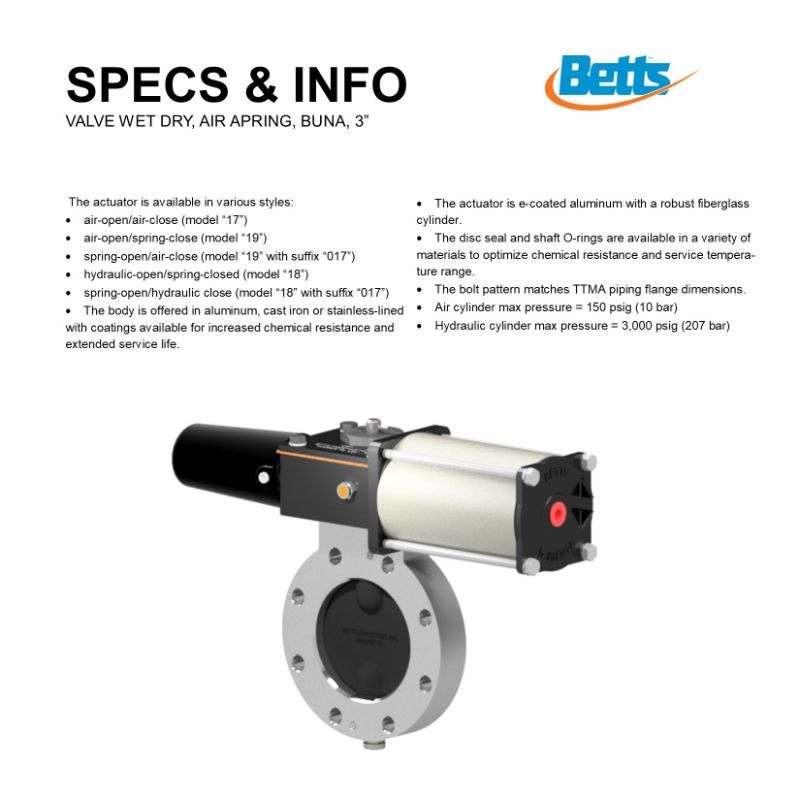 SPECS & INFO
VALVE WET DRY, AIR APRING, BUNA, 3”
Betts
The actuator is available in various styles:
• air-open/air-close (model “17”)
• air-open/spring-close (model “19”)
• spring-open/air-close (model “19” with suffix “017”)
• hydraulic-open/spring-closed (model “18”)
• spring-open/hydraulic close (model “18” with suffix “017”)
• The body is offered in aluminum, cast iron or stainless-lined
with coatings available for increased chemical resistance and
extended service life.
• The actuator is e-coated aluminum with a robust fiberglass
cylinder.
• The disc seal and shaft O-rings are available in a variety of
materials to optimize chemical resistance and service tempera-
ture range.
• The bolt pattern matches TTMA piping flange dimensions.
• Air cylinder max pressure = 150 psig (10 bar)
• Hydraulic cylinder max pressure = 3,000 psig (207 bar)
BETTS